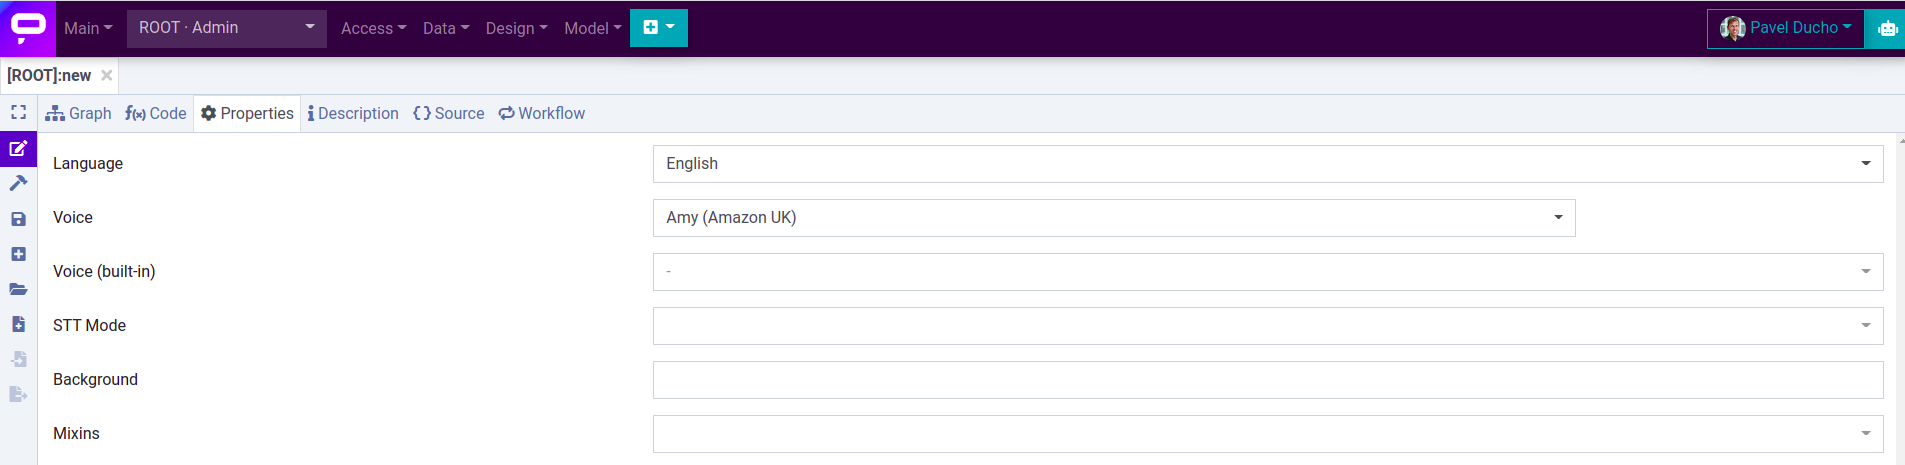 Main ROOT · Admin Access Data Design Model Pavel Ducho
[ROOT]:new
Graph f(x) Code Properties Description {} Source Workflow
Language English
Voice Amy (Amazon UK)
Voice (built-in) -
STT Mode
Background
Mixins